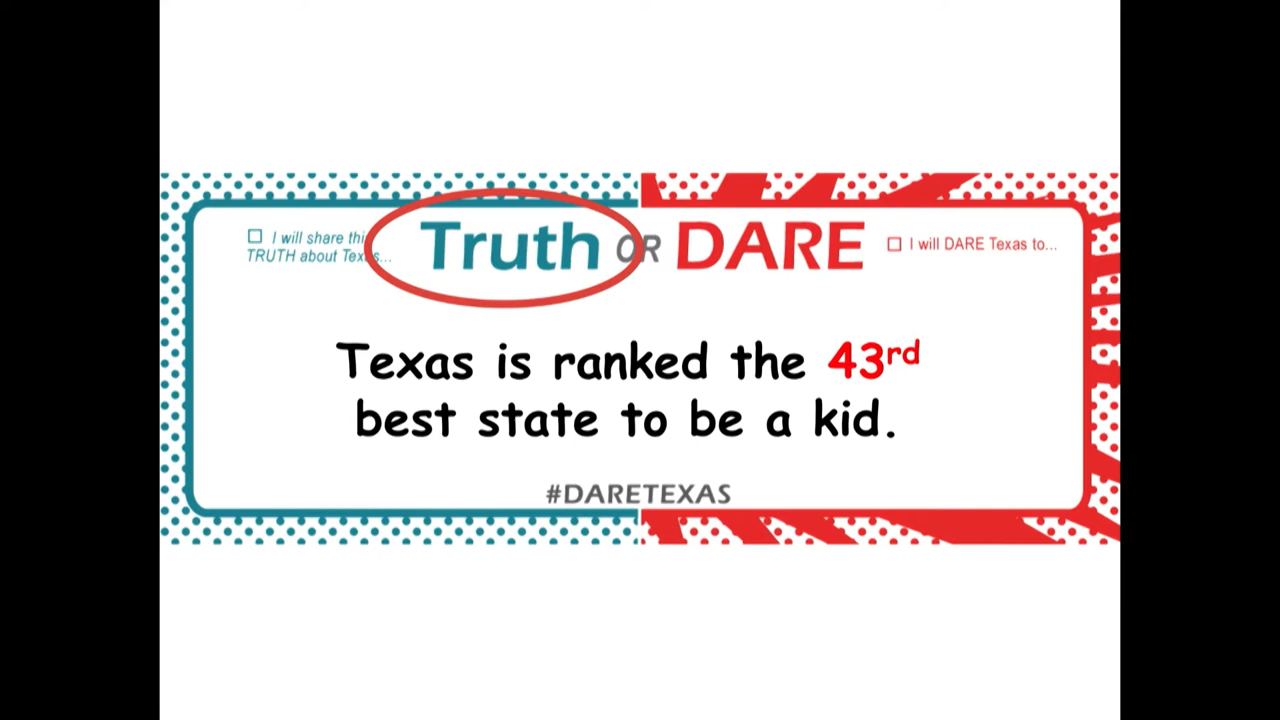 I will share this
TRUTH about Texas...
Truth OR DARE
I will DARE Texas to...
Texas is ranked the 43rd
best state to be a kid.
#DARETEXAS